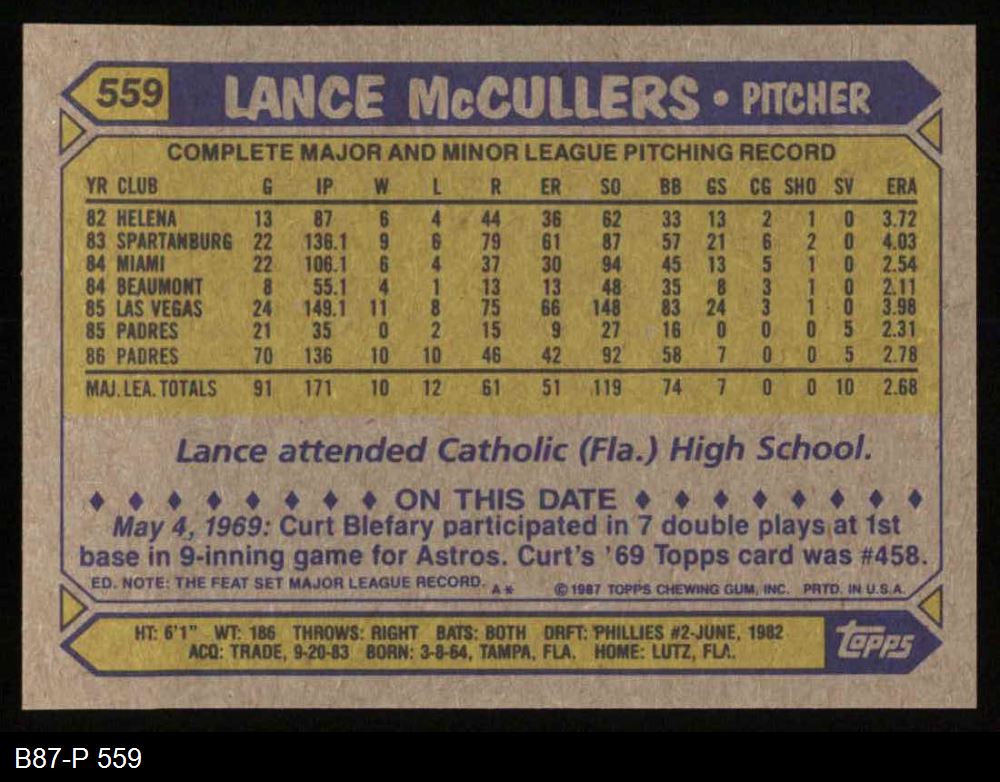 559 LANCE McCULLERS • PITCHER
COMPLETE MAJOR AND MINOR LEAGUE PITCHING RECORD
YR CLUB G IP W L R ER SO BB GS CG SHO SV ERA
82 HELENA 13 87 6 4 44 36 62 33 13 2 1 0 3.72
83 SPARTANBURG 22 136.1 9 6 79 61 87 57 21 6 2 0 4.03
84 MIAMI 22 106.1 6 4 37 30 94 45 13 5 1 0 2.54
84 BEAUMONT 8 55.1 4 1 13 13 48 35 8 3 1 0 2.11
85 LAS VEGAS 24 149.1 11 8 75 66 148 83 24 3 1 0 3.98
85 PADRES 21 35 0 2 15 9 27 16 0 0 0 5 2.31
86 PADRES 70 136 10 10 46 42 92 58 7 0 0 5 2.78
MAJ. LEA. TOTALS 91 171 10 12 61 51 119 74 7 0 0 10 2.68
Lance attended Catholic (Fla.) High School.
♦ ♦ ♦ ♦ ♦ ♦ ♦ ♦ ON THIS DATE ♦ ♦ ♦ ♦ ♦ ♦ ♦ ♦
May 4, 1969: Curt Blefary participated in 7 double plays at 1st
base in 9-inning game for Astros. Curt's '69 Topps card was #458.
ED. NOTE: THE FEAT SET MAJOR LEAGUE RECORD. A* © 1987 TOPPS CHEWING GUM, INC. PRTD. IN U.S.A.
HT: 6'1" WT: 186 THROWS: RIGHT BATS: BOTH DRFT: PHILLIES #2-JUNE, 1982
ACQ: TRADE, 9-20-83 BORN: 3-8-64, TAMPA, FLA. HOME: LUTZ, FLA.
Topps
B87-P 559